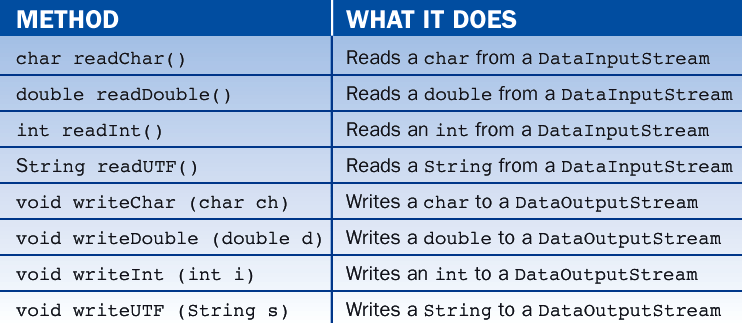 METHOD WHAT IT DOES
char readChar() Reads a char from a DataInputStream
double readDouble() Reads a double from a DataInputStream
int readInt() Reads an int from a DataInputStream
String readUTF() Reads a String from a DataInputStream
void writeChar (char ch) Writes a char to a DataOutputStream
void writeDouble (double d) Writes a double to a DataOutputStream
void writeInt (int i) Writes an int to a DataOutputStream
void writeUTF (String s) Writes a String to a DataOutputStream